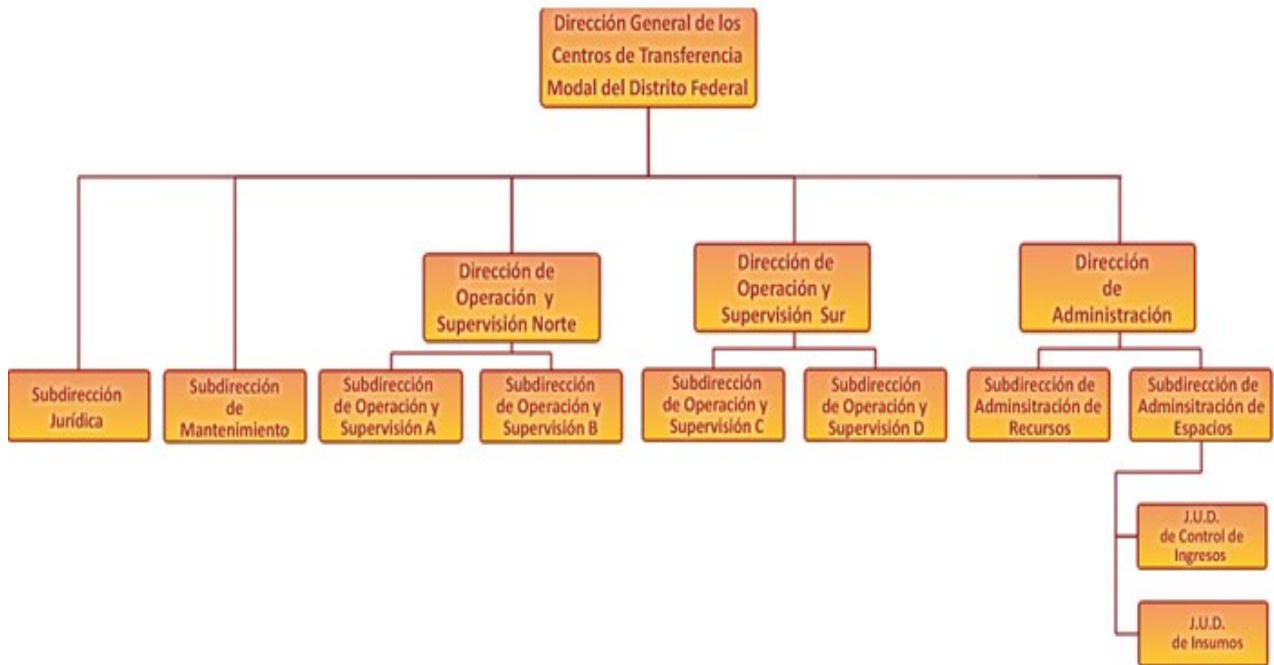 Dirección General de los
Centros de Transferencia
Modal del Distrito Federal
Dirección de
Operación y
Supervisión Norte
Dirección de
Operación y
Supervisión Sur
Dirección
de
Administración
Subdirección
Jurídica
Subdirección
de
Mantenimiento
Subdirección
de Operación y
Supervisión A
Subdirección
de Operación y
Supervisión B
Subdirección
de Operación y
Supervisión C
Subdirección
de Operación y
Supervisión D
Subdirección de
Adminsitración de
Recursos
Subdirección de
Adminsitración de
Espacios
J.U.D.
de Control de
Ingresos
J.U.D.
de Insumos